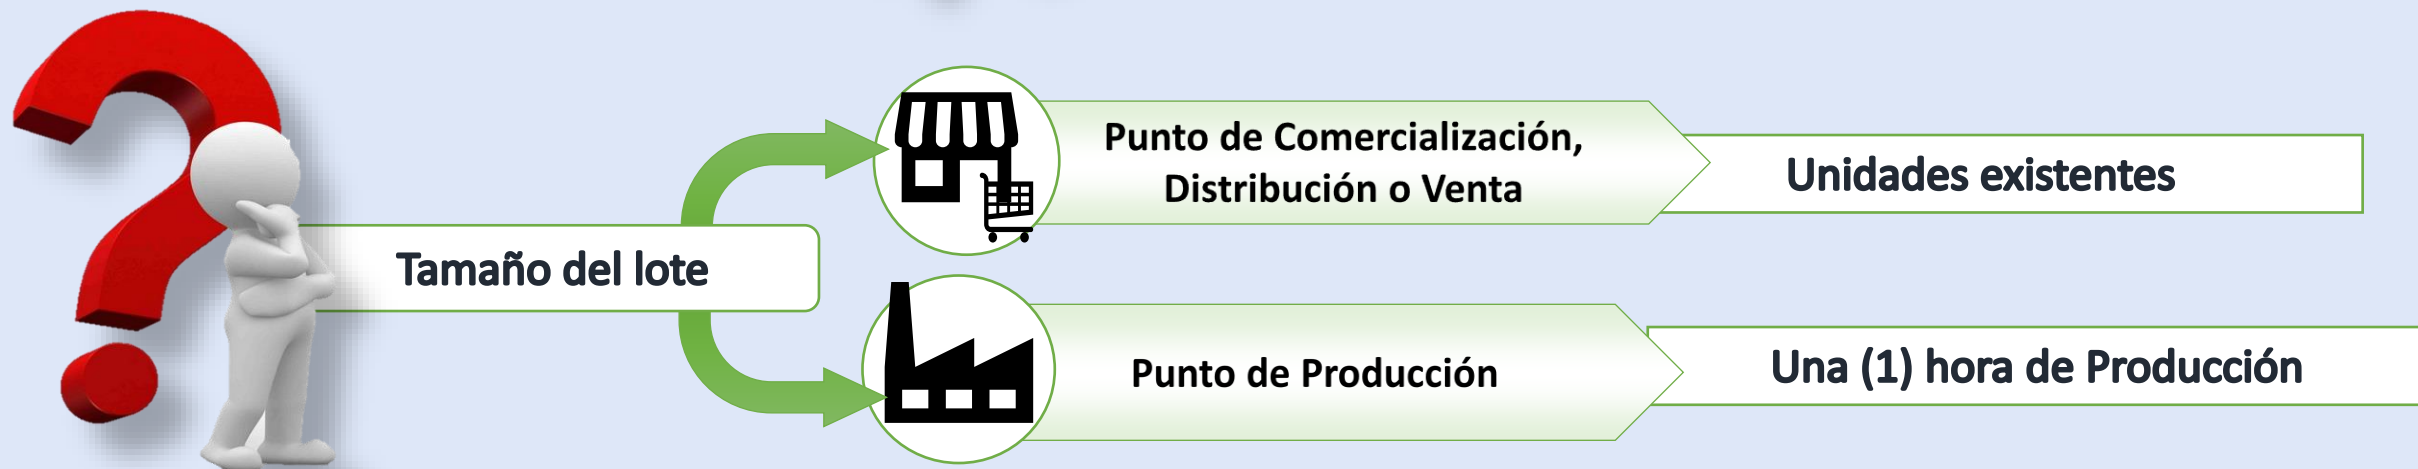 Tamaño del lote
Punto de Comercialización,
Distribución o Venta
Unidades existentes
Punto de Producción
Una (1) hora de Producción